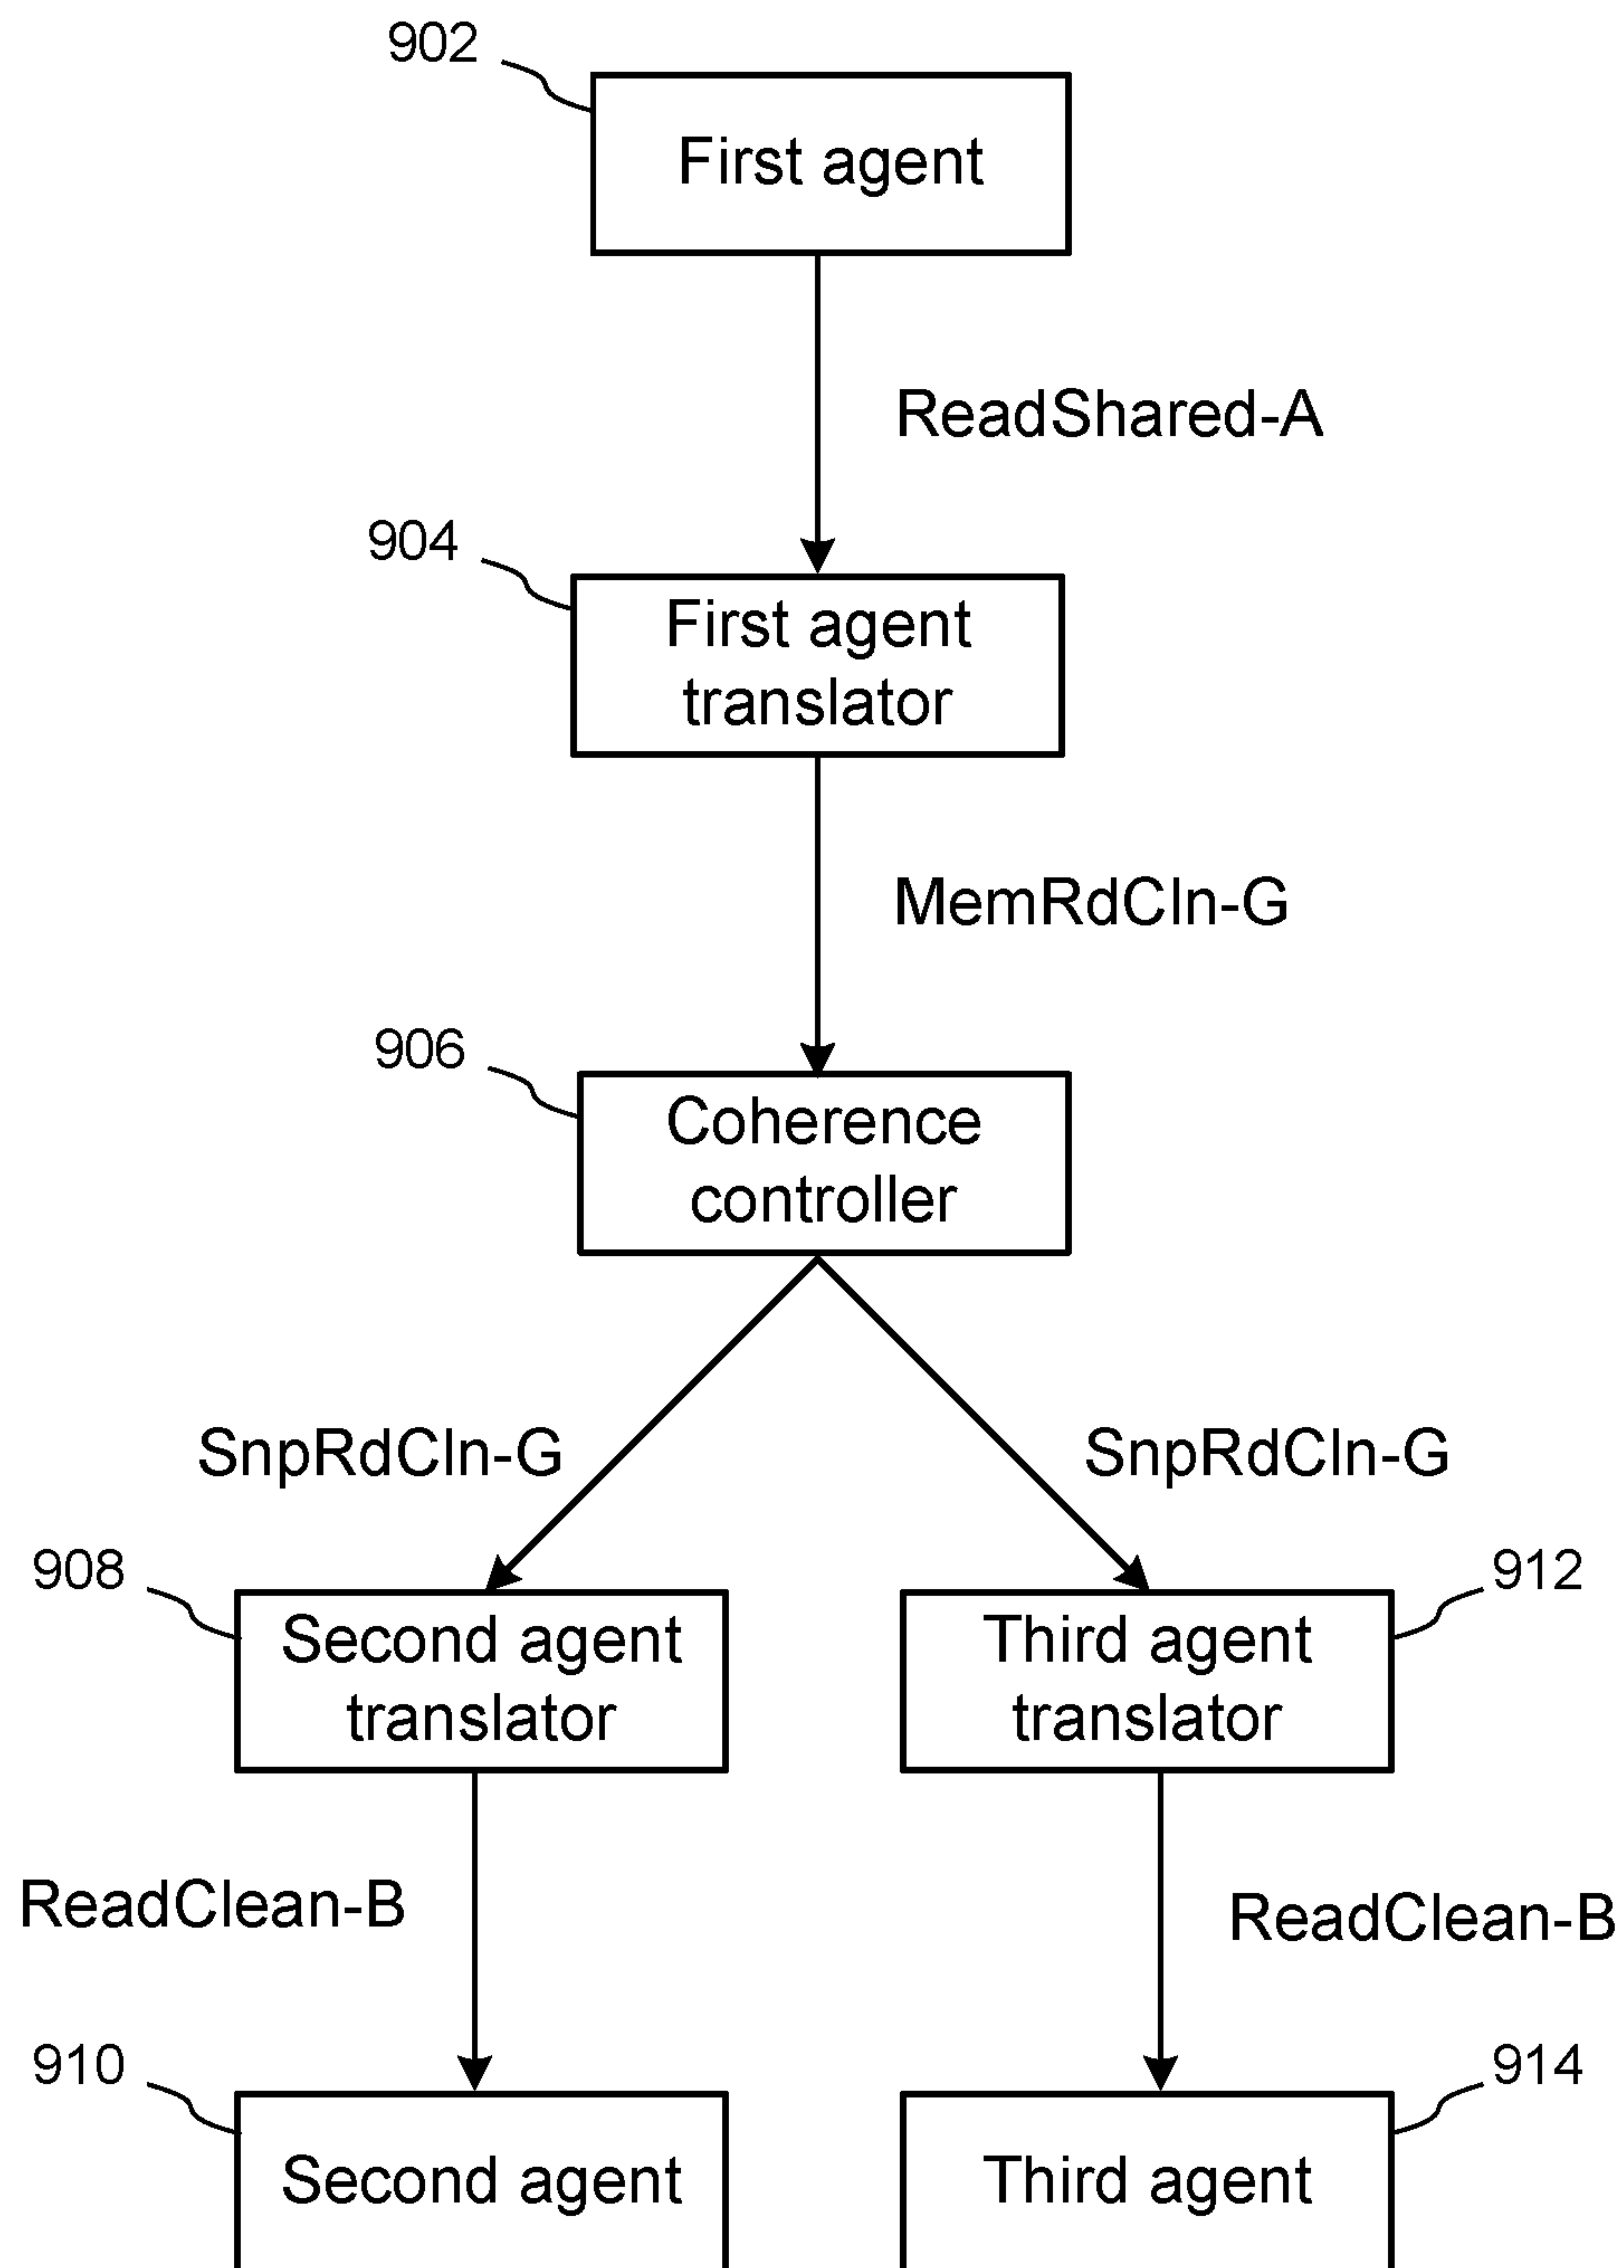 902
First agent
ReadShared-A
904
First agent
translator
MemRdCln-G
906
Coherence
controller
SnpRdCln-G
SnpRdCln-G
908
912
Second agent
translator
Third agent
translator
ReadClean-B
ReadClean-B
910
914
Second agent
Third agent